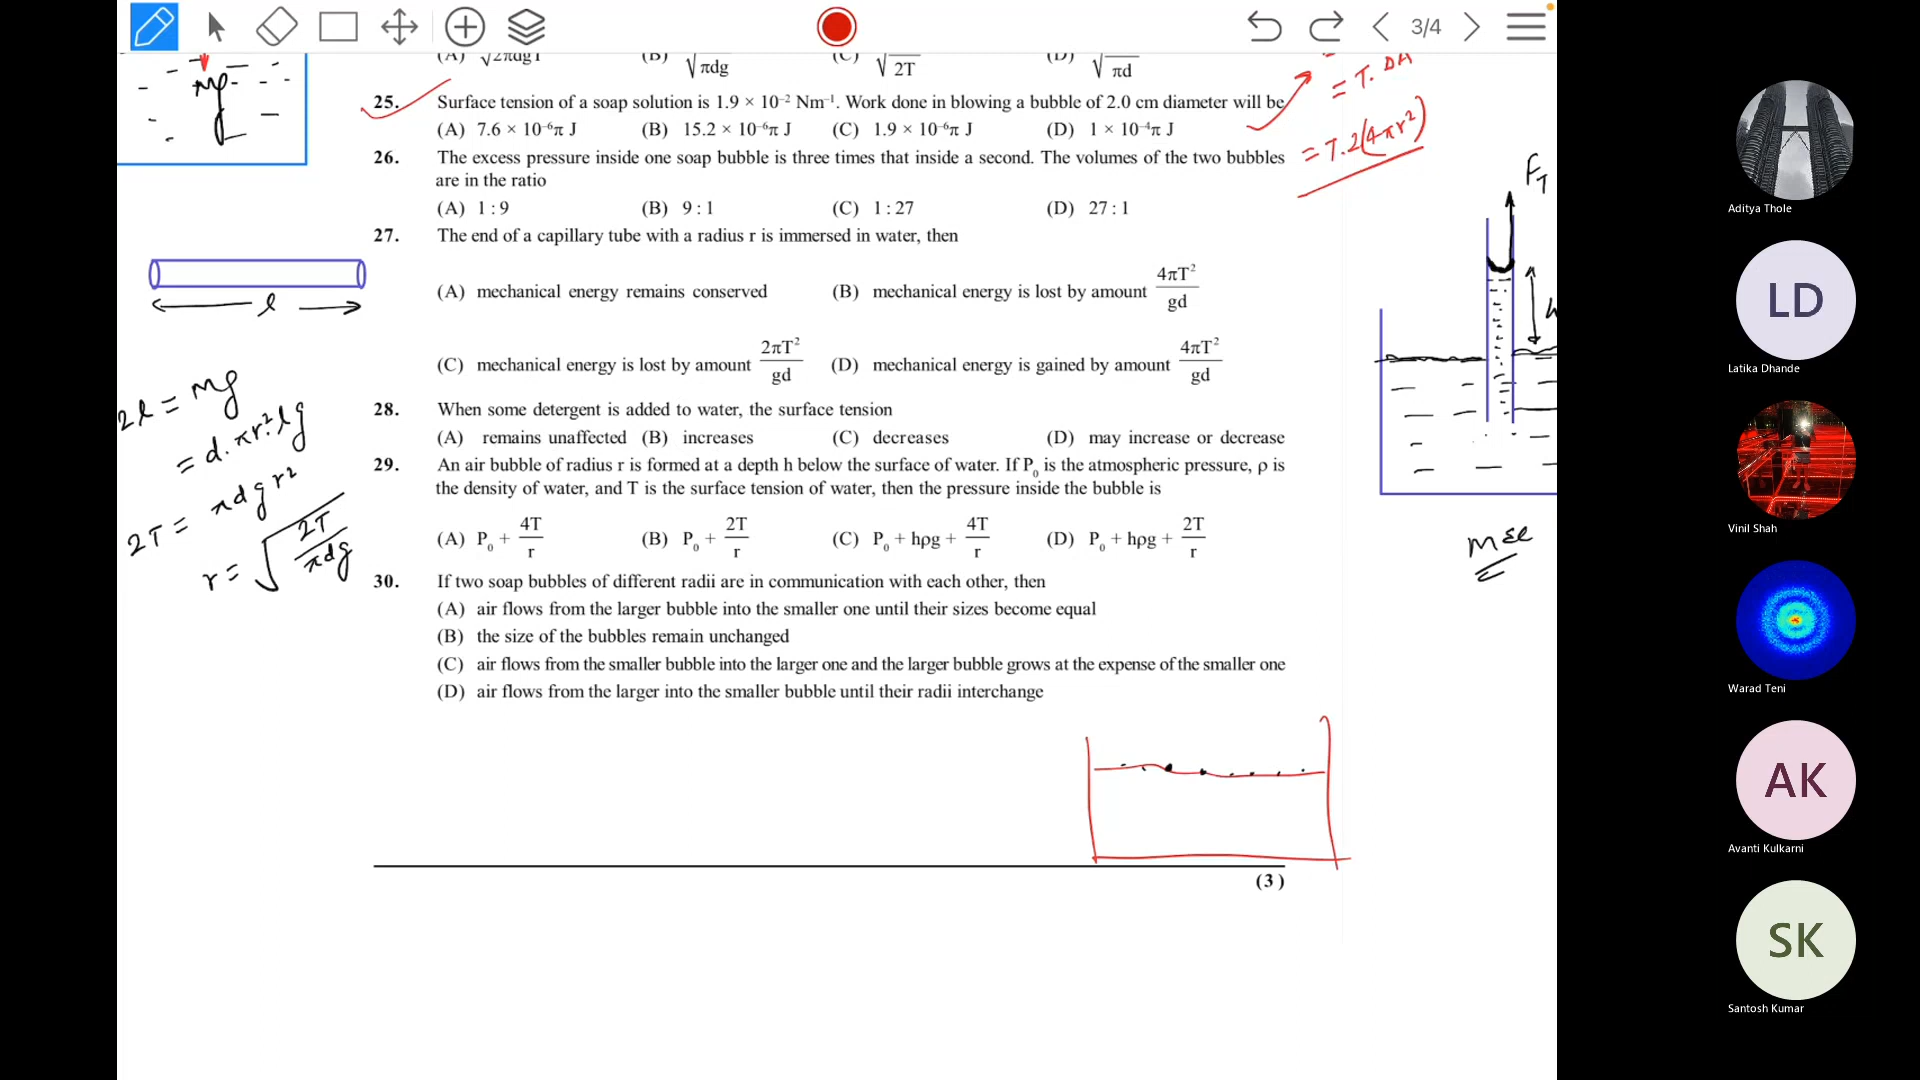 3/4
(A) √2πdgT (B) √πdg (C) √2T (D) √πd
mg
= T. ΔA
25. Surface tension of a soap solution is 1.9 × 10⁻² Nm⁻¹. Work done in blowing a bubble of 2.0 cm diameter will be
(A) 7.6 × 10⁻⁶π J (B) 15.2 × 10⁻⁶π J (C) 1.9 × 10⁻⁶π J (D) 1 × 10⁻⁴π J
= T.2(4πr²)
26. The excess pressure inside one soap bubble is three times that inside a second. The volumes of the two bubbles
are in the ratio
(A) 1 : 9 (B) 9 : 1 (C) 1 : 27 (D) 27 : 1
F_T
27. The end of a capillary tube with a radius r is immersed in water, then
(A) mechanical energy remains conserved (B) mechanical energy is lost by amount 4πT²/gd
l
h
(C) mechanical energy is lost by amount 2πT²/gd (D) mechanical energy is gained by amount 4πT²/gd
2l = mg
= d.πr².lg
2T = πdgr²
r = √2T/πdg
28. When some detergent is added to water, the surface tension
(A) remains unaffected (B) increases (C) decreases (D) may increase or decrease
29. An air bubble of radius r is formed at a depth h below the surface of water. If P₀ is the atmospheric pressure, ρ is
the density of water, and T is the surface tension of water, then the pressure inside the bubble is
(A) P₀ + 4T/r (B) P₀ + 2T/r (C) P₀ + hρg + 4T/r (D) P₀ + hρg + 2T/r
30. If two soap bubbles of different radii are in communication with each other, then
(A) air flows from the larger bubble into the smaller one until their sizes become equal
(B) the size of the bubbles remain unchanged
(C) air flows from the smaller bubble into the larger one and the larger bubble grows at the expense of the smaller one
(D) air flows from the larger into the smaller bubble until their radii interchange
(3)
Aditya Thole
LD
Latika Dhande
Vinil Shah
Warad Teni
AK
Avanti Kulkarni
SK
Santosh Kumar